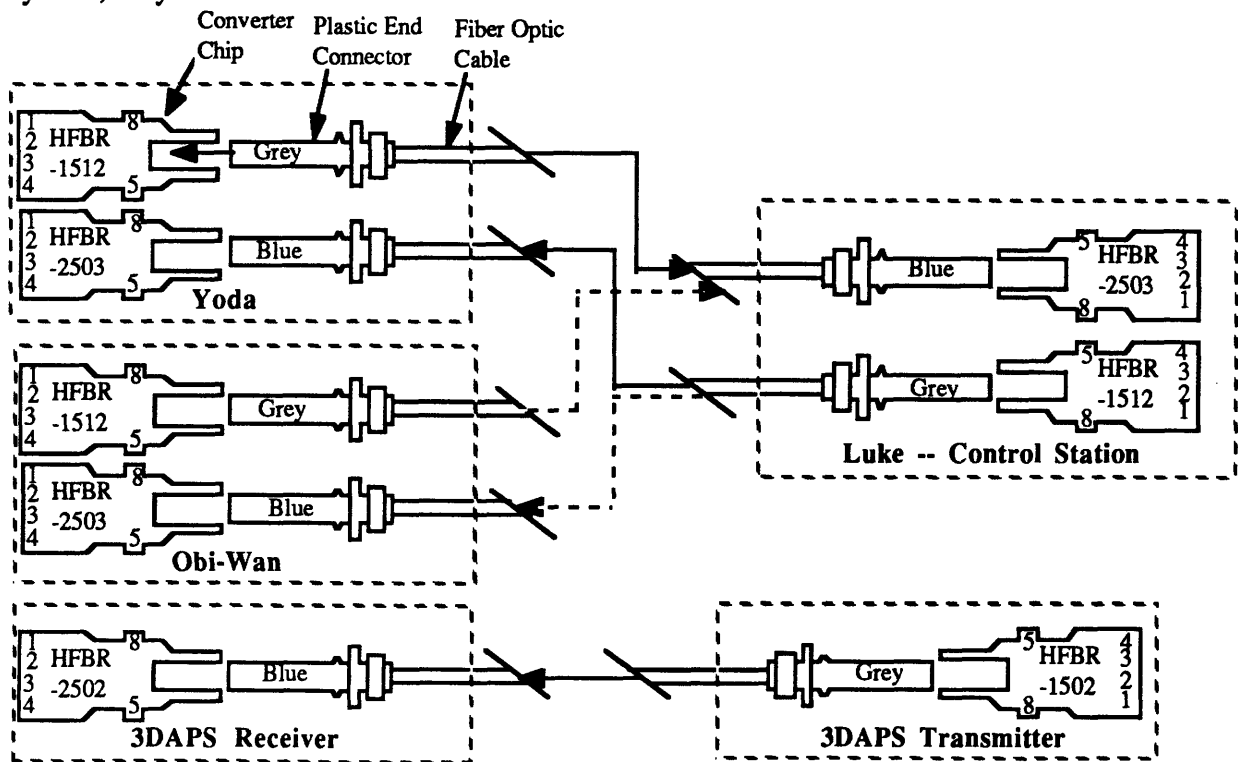 Converter
Chip
Plastic End
Connector
Fiber Optic
Cable
1
2
3
4
HFBR
-1512
8
5
Grey
1
2
3
4
HFBR
-2503
8
5
Blue
Yoda
5
8
Blue
HFBR
-2503
4
3
2
1
5
8
Grey
HFBR
-1512
4
3
2
1
Luke -- Control Station
1
2
3
4
HFBR
-1512
8
5
Grey
1
2
3
4
HFBR
-2503
8
5
Blue
Obi-Wan
1
2
3
4
HFBR
-2502
8
5
Blue
3DAPS Receiver
Grey
5
8
HFBR
-1502
4
3
2
1
3DAPS Transmitter